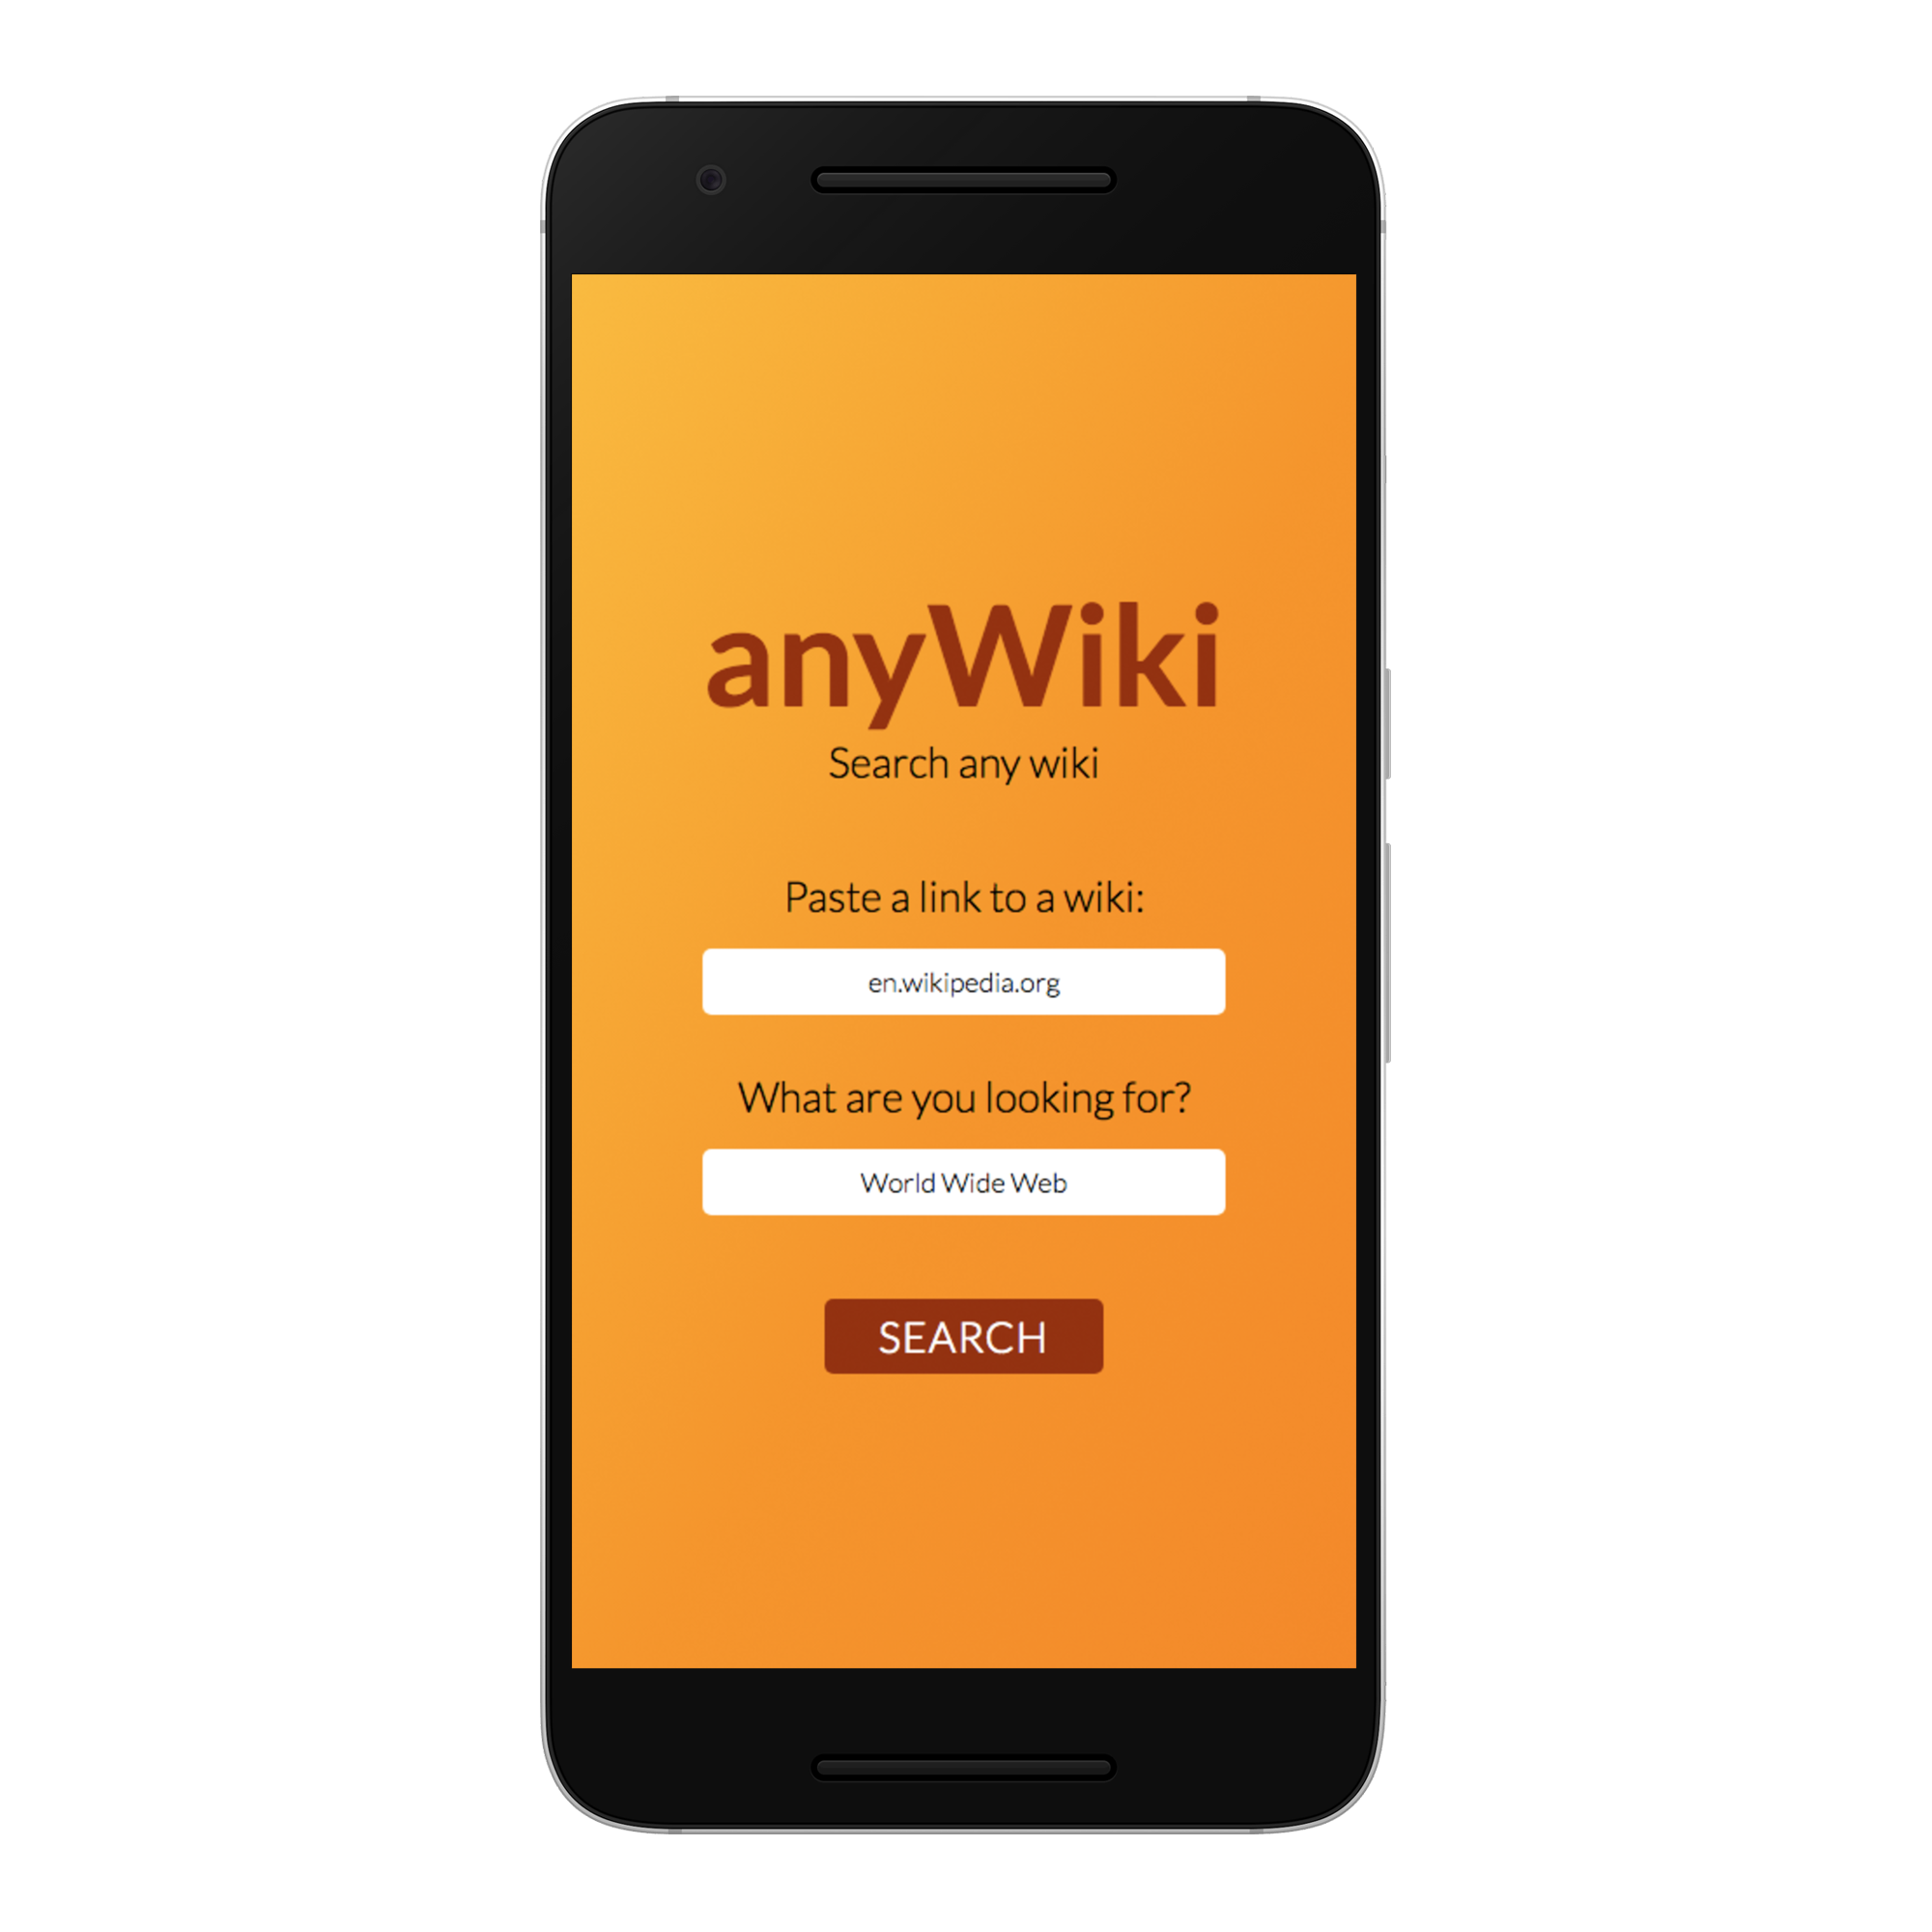 anyWiki
Search any wiki
Paste a link to a wiki:
en.wikipedia.org
What are you looking for?
World Wide Web
SEARCH